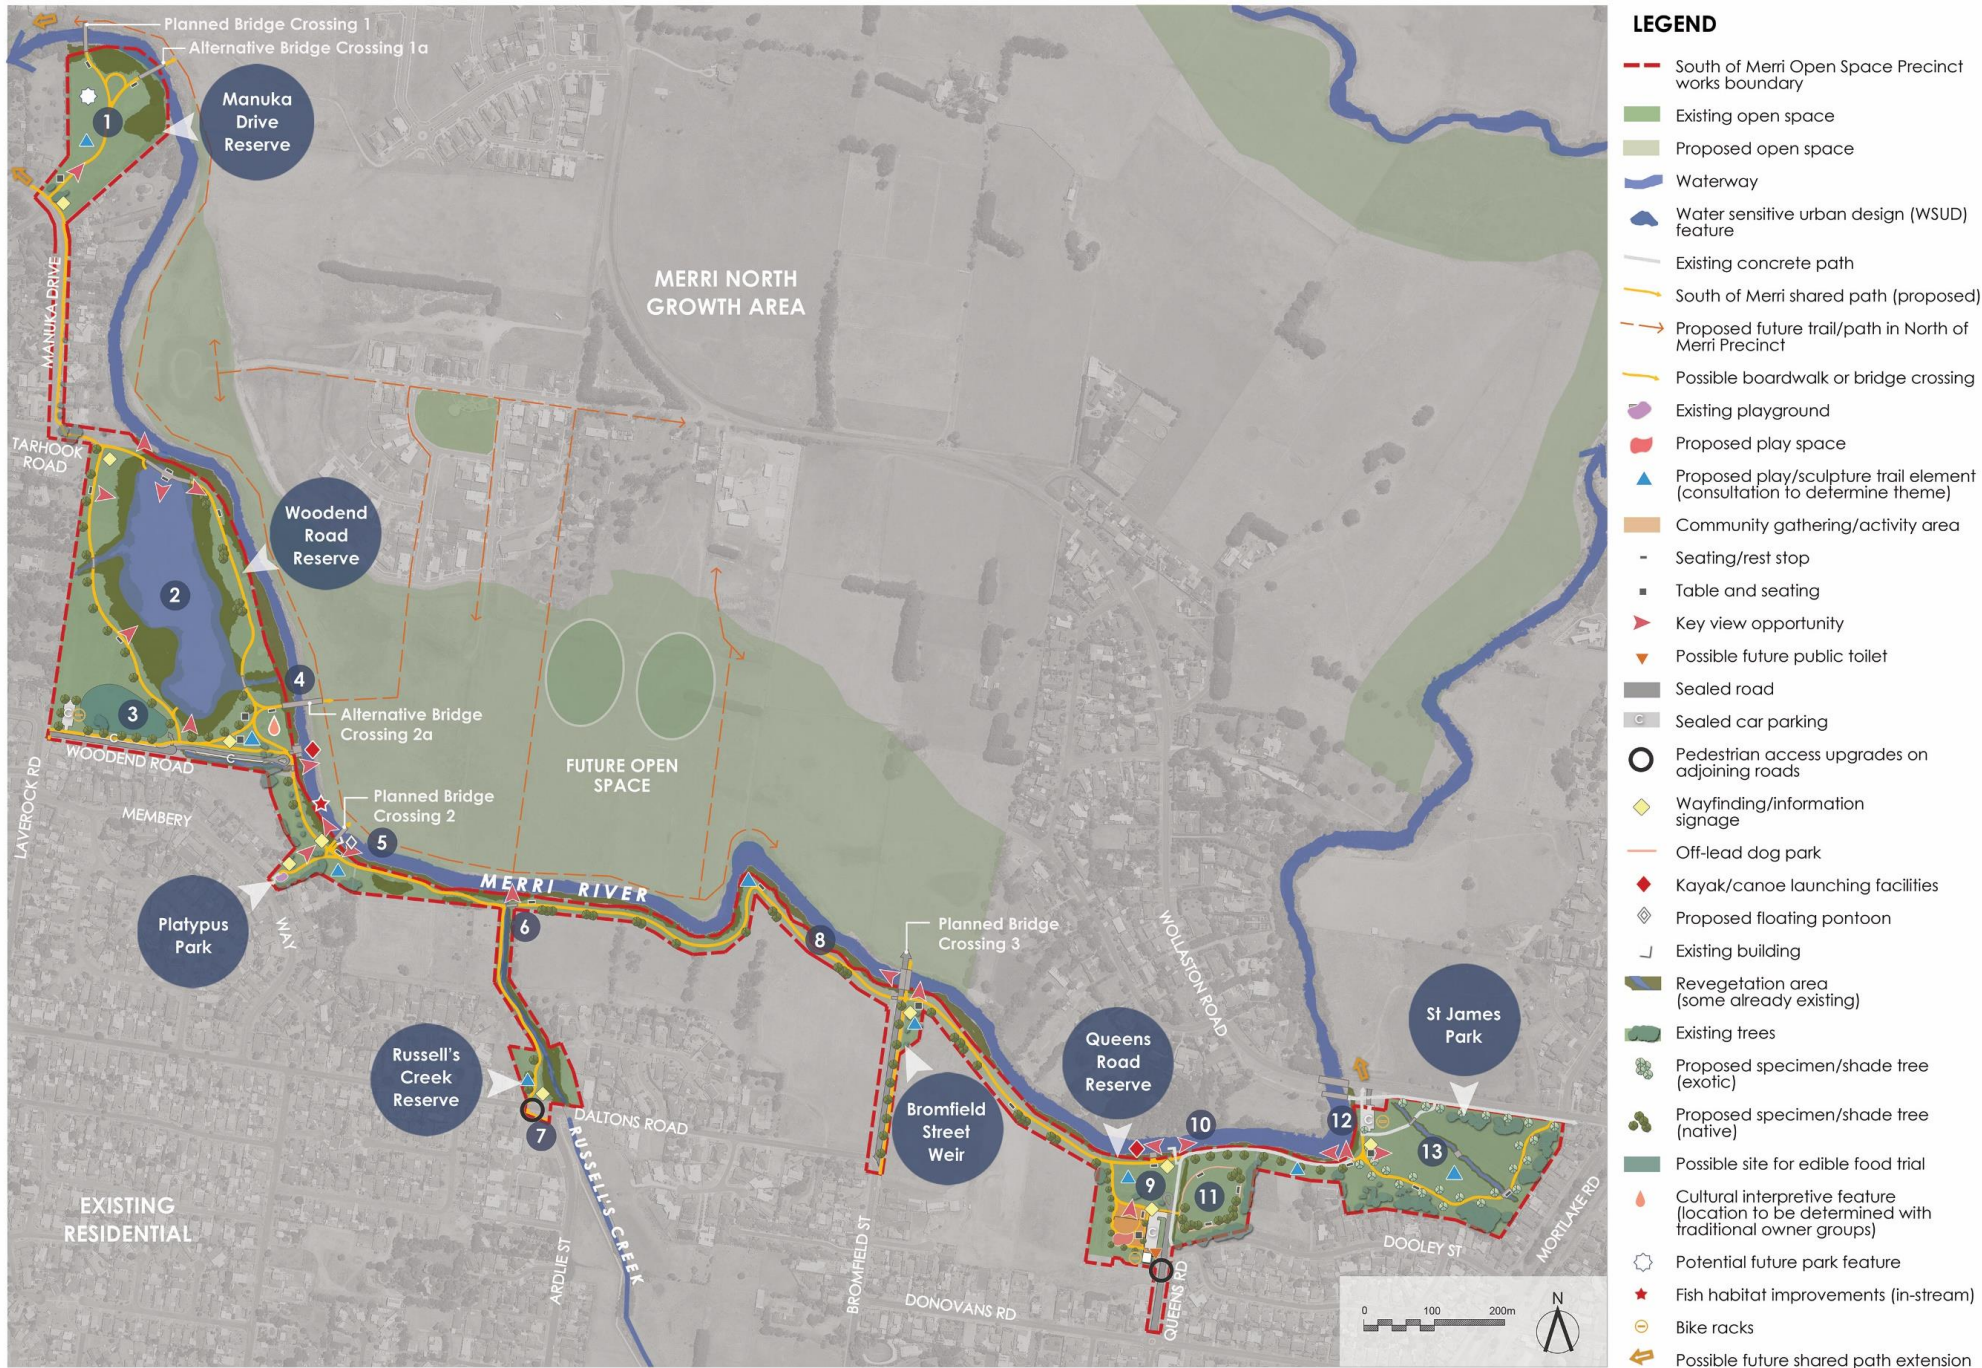 Planned Bridge Crossing 1
Alternative Bridge Crossing 1a
Manuka
Drive
Reserve
1
MANUKA DRIVE
MERRI NORTH
GROWTH AREA
TARHOOK
ROAD
Woodend
Road
Reserve
2
3
4
Alternative Bridge
Crossing 2a
C
C
C
WOODEND ROAD
LAVEROCK RD
MEMBERY
WAY
FUTURE OPEN
SPACE
Planned Bridge
Crossing 2
5
Platypus
Park
MERRI RIVER
6
8
Planned Bridge
Crossing 3
WOLLASTON ROAD
Russell's
Creek
Reserve
7
DALTONS ROAD
RUSSELL'S CREEK
Bromfield
Street
Weir
Queens
Road
Reserve
St James
Park
9
10
11
12
13
C
C
EXISTING
RESIDENTIAL
ARDLIE ST
BROMFIELD ST
DONOVANS RD
QUEENS RD
DOOLEY ST
MORTLAKE RD
0 100 200m
N
LEGEND
South of Merri Open Space Precinct
works boundary
Existing open space
Proposed open space
Waterway
Water sensitive urban design (WSUD)
feature
Existing concrete path
South of Merri shared path (proposed)
Proposed future trail/path in North of
Merri Precinct
Possible boardwalk or bridge crossing
Existing playground
Proposed play space
Proposed play/sculpture trail element
(consultation to determine theme)
Community gathering/activity area
Seating/rest stop
Table and seating
Key view opportunity
Possible future public toilet
Sealed road
C
Sealed car parking
Pedestrian access upgrades on
adjoining roads
Wayfinding/information
signage
Off-lead dog park
Kayak/canoe launching facilities
Proposed floating pontoon
Existing building
Revegetation area
(some already existing)
Existing trees
Proposed specimen/shade tree
(exotic)
Proposed specimen/shade tree
(native)
Possible site for edible food trial
Cultural interpretive feature
(location to be determined with
traditional owner groups)
Potential future park feature
Fish habitat improvements (in-stream)
Bike racks
Possible future shared path extension